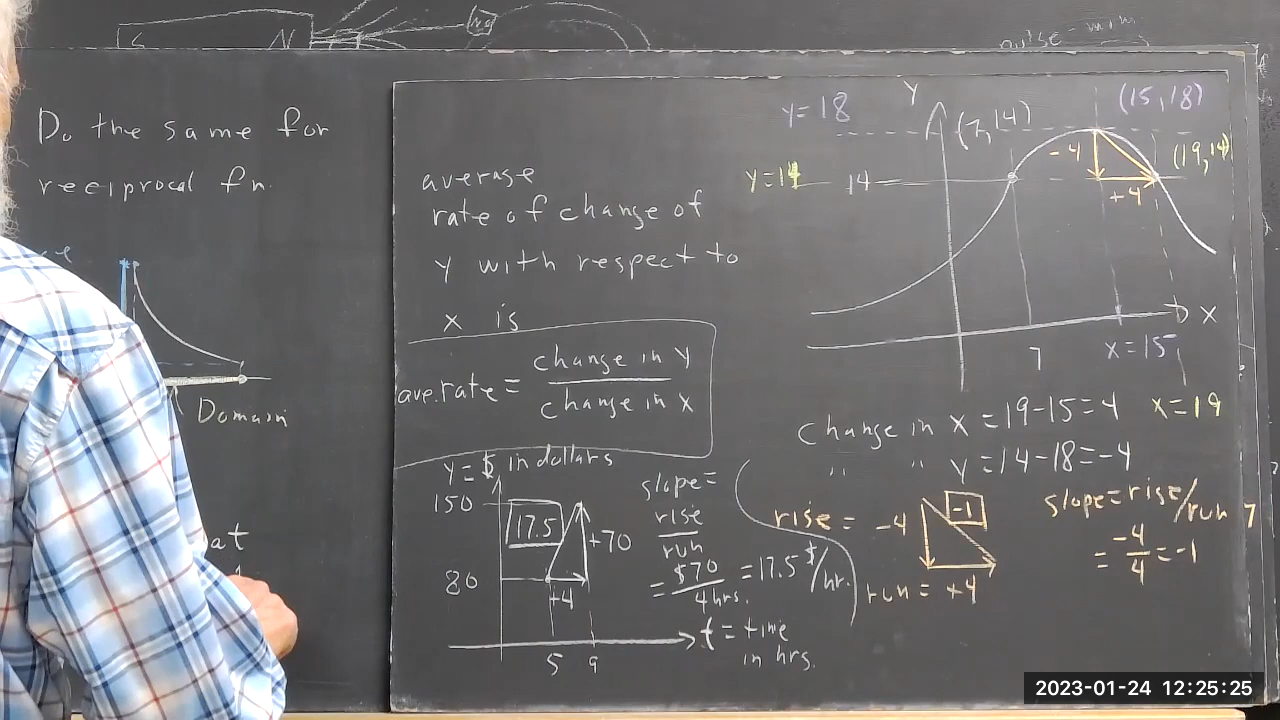 S N
Do the same for
reciprocal fn.
Domain
at
average
rate of change of
y with respect to
x is
ave. rate = change in y / change in x
y = $ in dollars
150
17.5
+70
80
+4
5 9
t = time
in hrs.
slope =
rise
run
= $70 / 4 hrs. = 17.5 $/hr.
y=18
Y
(7,14)
(15,18)
(19,14)
y=14
14
-4
+4
X
7
x=15
x=19
change in x = 19-15=4
" " y = 14-18=-4
rise = -4
-1
run = +4
slope = rise/run
= -4/4 = -1
2023-01-24 12:25:25